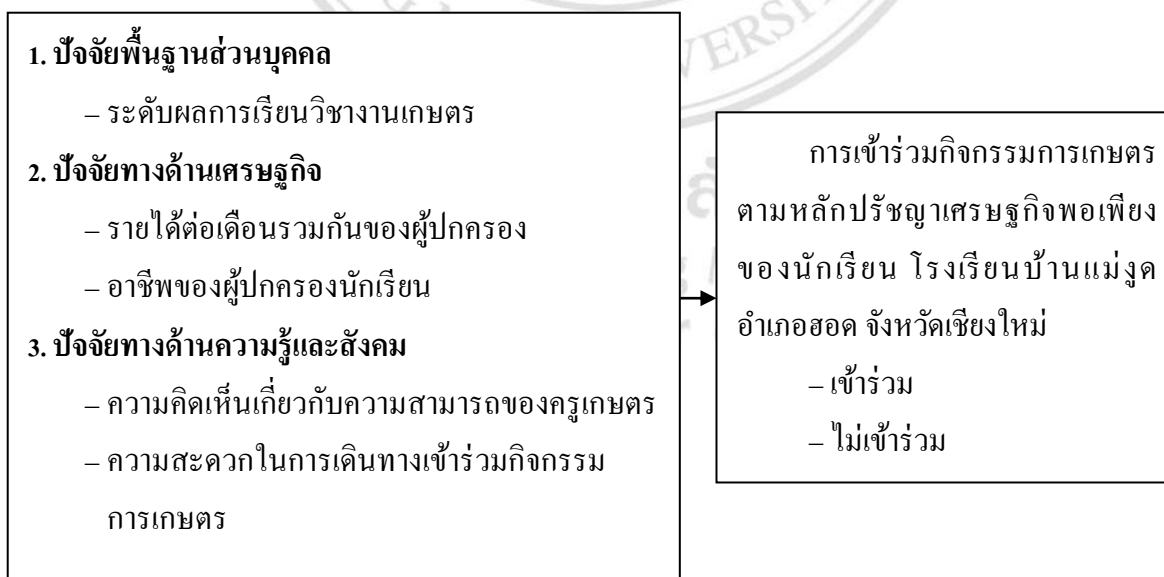 VERSI
1. ปัจจัยพื้นฐานส่วนบุคคล
– ระดับผลการเรียนวิชางานเกษตร
2. ปัจจัยทางด้านเศรษฐกิจ
– รายได้ต่อเดือนรวมกันของผู้ปกครอง
– อาชีพของผู้ปกครองนักเรียน
3. ปัจจัยทางด้านความรู้และสังคม
– ความคิดเห็นเกี่ยวกับความสามารถของครูเกษตร
– ความสะดวกในการเดินทางเข้าร่วมกิจกรรม
การเกษตร
การเข้าร่วมกิจกรรมการเกษตร
ตามหลักปรัชญาเศรษฐกิจพอเพียง
ของนักเรียน โรงเรียนบ้านแม่งูด
อำเภอฮอด จังหวัดเชียงใหม่
– เข้าร่วม
– ไม่เข้าร่วม